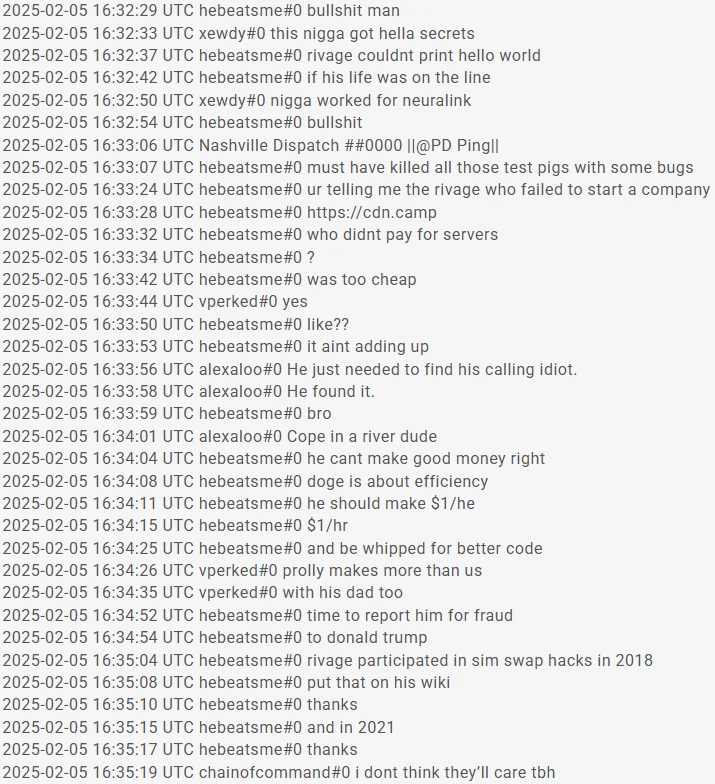 2025-02-05 16:32:29 UTC hebeatsme#0 bullshit man
2025-02-05 16:32:33 UTC xewdy#0 this nigga got hella secrets
2025-02-05 16:32:37 UTC hebeatsme#0 rivage couldnt print hello world
2025-02-05 16:32:42 UTC hebeatsme#0 if his life was on the line
2025-02-05 16:32:50 UTC xewdy#0 nigga worked for neuralink
2025-02-05 16:32:54 UTC hebeatsme#0 bullshit
2025-02-05 16:33:06 UTC Nashville Dispatch ##0000 ||@PD Ping||
2025-02-05 16:33:07 UTC hebeatsme#0 must have killed all those test pigs with some bugs
2025-02-05 16:33:24 UTC hebeatsme#0 ur telling me the rivage who failed to start a company
2025-02-05 16:33:28 UTC hebeatsme#0 https://cdn.camp
2025-02-05 16:33:32 UTC hebeatsme#0 who didnt pay for servers
2025-02-05 16:33:34 UTC hebeatsme#0 ?
2025-02-05 16:33:42 UTC hebeatsme#0 was too cheap
2025-02-05 16:33:44 UTC vperked#0 yes
2025-02-05 16:33:50 UTC hebeatsme#0 like??
2025-02-05 16:33:53 UTC hebeatsme#0 it aint adding up
2025-02-05 16:33:56 UTC alexaloo#0 He just needed to find his calling idiot.
2025-02-05 16:33:58 UTC alexaloo#0 He found it.
2025-02-05 16:33:59 UTC hebeatsme#0 bro
2025-02-05 16:34:01 UTC alexaloo#0 Cope in a river dude
2025-02-05 16:34:04 UTC hebeatsme#0 he cant make good money right
2025-02-05 16:34:08 UTC hebeatsme#0 doge is about efficiency
2025-02-05 16:34:11 UTC hebeatsme#0 he should make $1/he
2025-02-05 16:34:15 UTC hebeatsme#0 $1/hr
2025-02-05 16:34:25 UTC hebeatsme#0 and be whipped for better code
2025-02-05 16:34:26 UTC vperked#0 prolly makes more than us
2025-02-05 16:34:35 UTC vperked#0 with his dad too
2025-02-05 16:34:52 UTC hebeatsme#0 time to report him for fraud
2025-02-05 16:34:54 UTC hebeatsme#0 to donald trump
2025-02-05 16:35:04 UTC hebeatsme#0 rivage participated in sim swap hacks in 2018
2025-02-05 16:35:08 UTC hebeatsme#0 put that on his wiki
2025-02-05 16:35:10 UTC hebeatsme#0 thanks
2025-02-05 16:35:15 UTC hebeatsme#0 and in 2021
2025-02-05 16:35:17 UTC hebeatsme#0 thanks
2025-02-05 16:35:19 UTC chainofcommand#0 i dont think they’ll care tbh